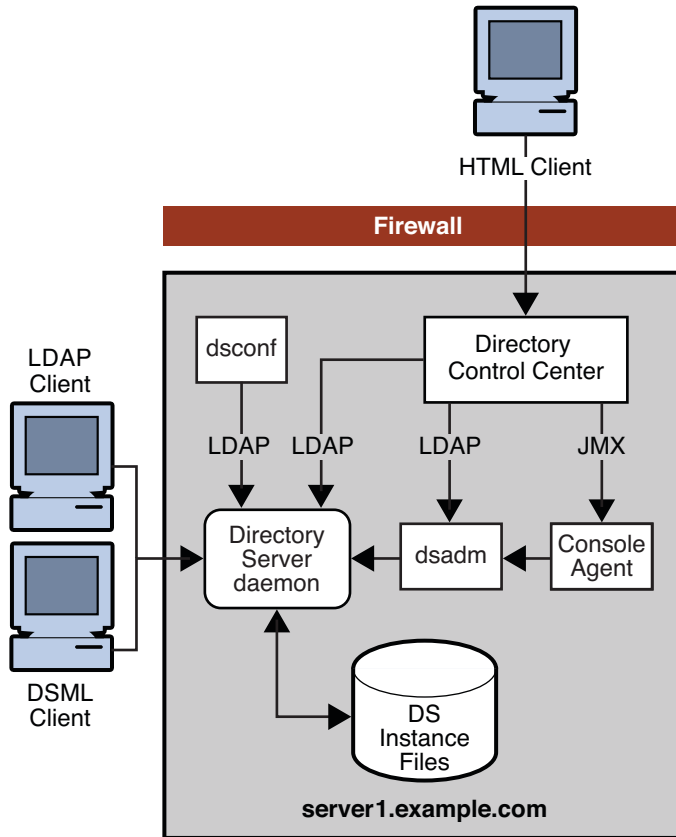 HTML Client
Firewall
dsconf
Directory
Control Center
LDAP
Client
LDAP
LDAP
LDAP
JMX
Directory
Server
daemon
dsadm
Console
Agent
DSML
Client
DS
Instance
Files
server1.example.com